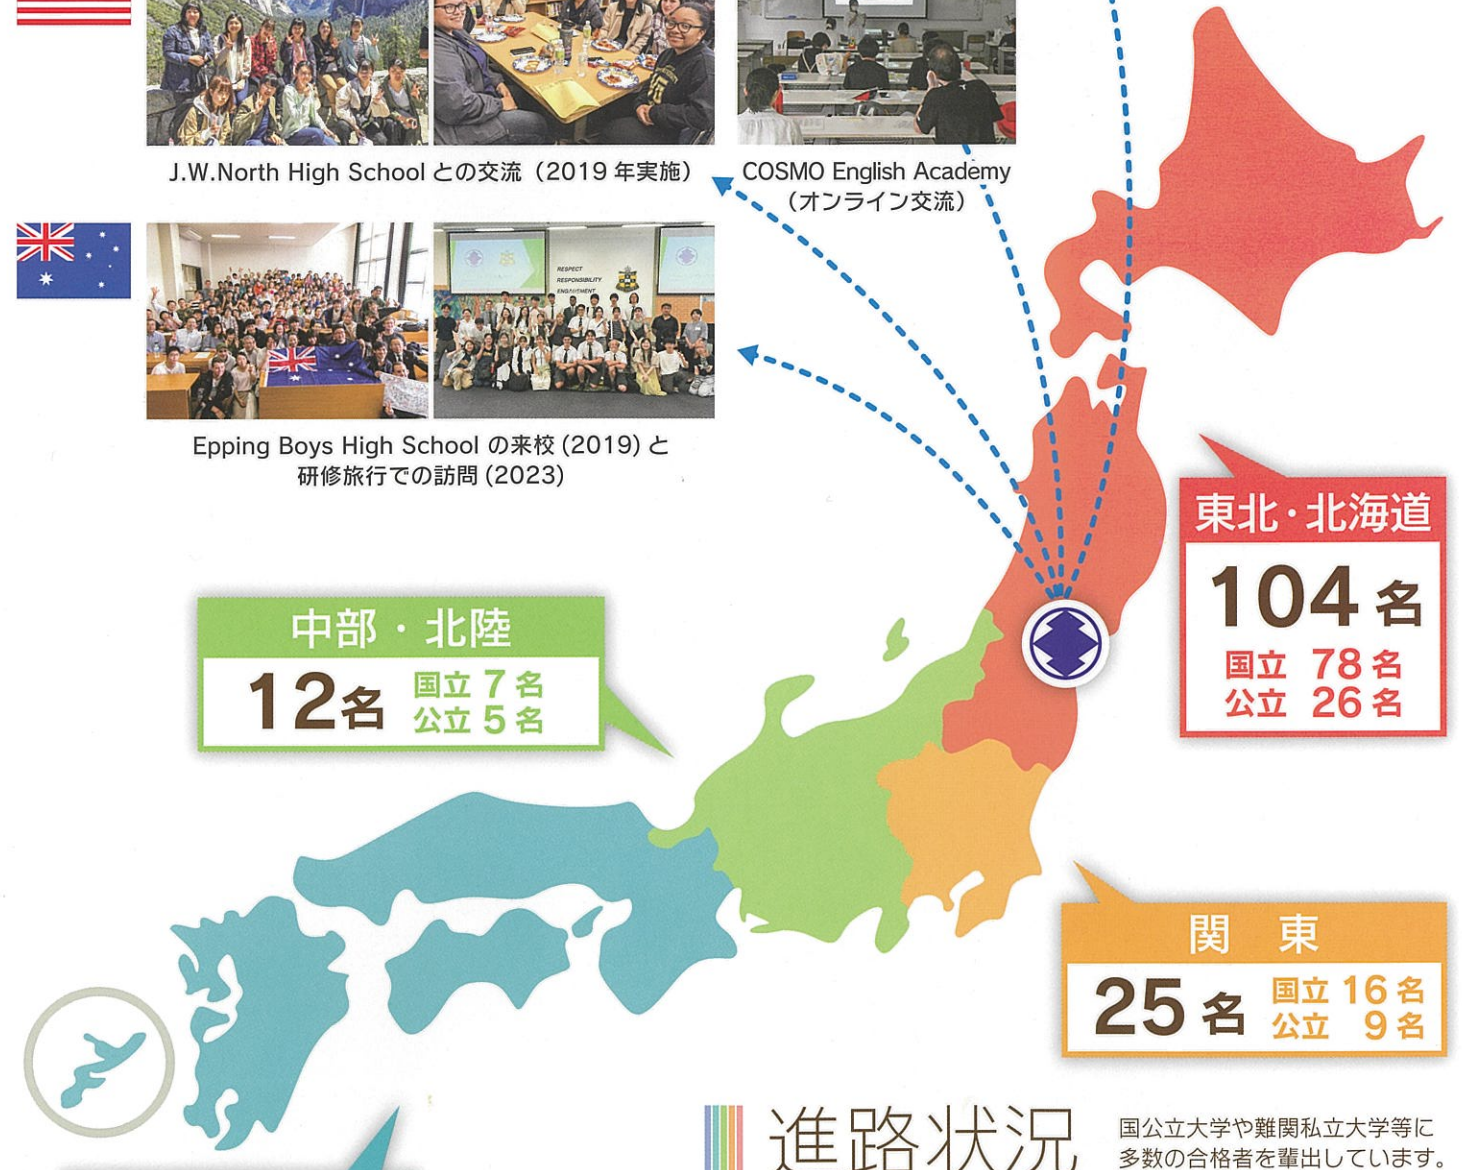 J.W.North High School との交流（2019 年実施）
COSMO English Academy
（オンライン交流）
RESPECT
RESPONSIBILITY
ENGAGEMENT
Epping Boys High School の来校 (2019) と
研修旅行での訪問 (2023)
東北・北海道
104 名
国立 78 名
公立 26 名
中部・北陸
12名
国立 7 名
公立 5 名
関 東
25 名
国立 16 名
公立 9 名
進路状況
国公立大学や難関私立大学等に
多数の合格者を輩出しています。